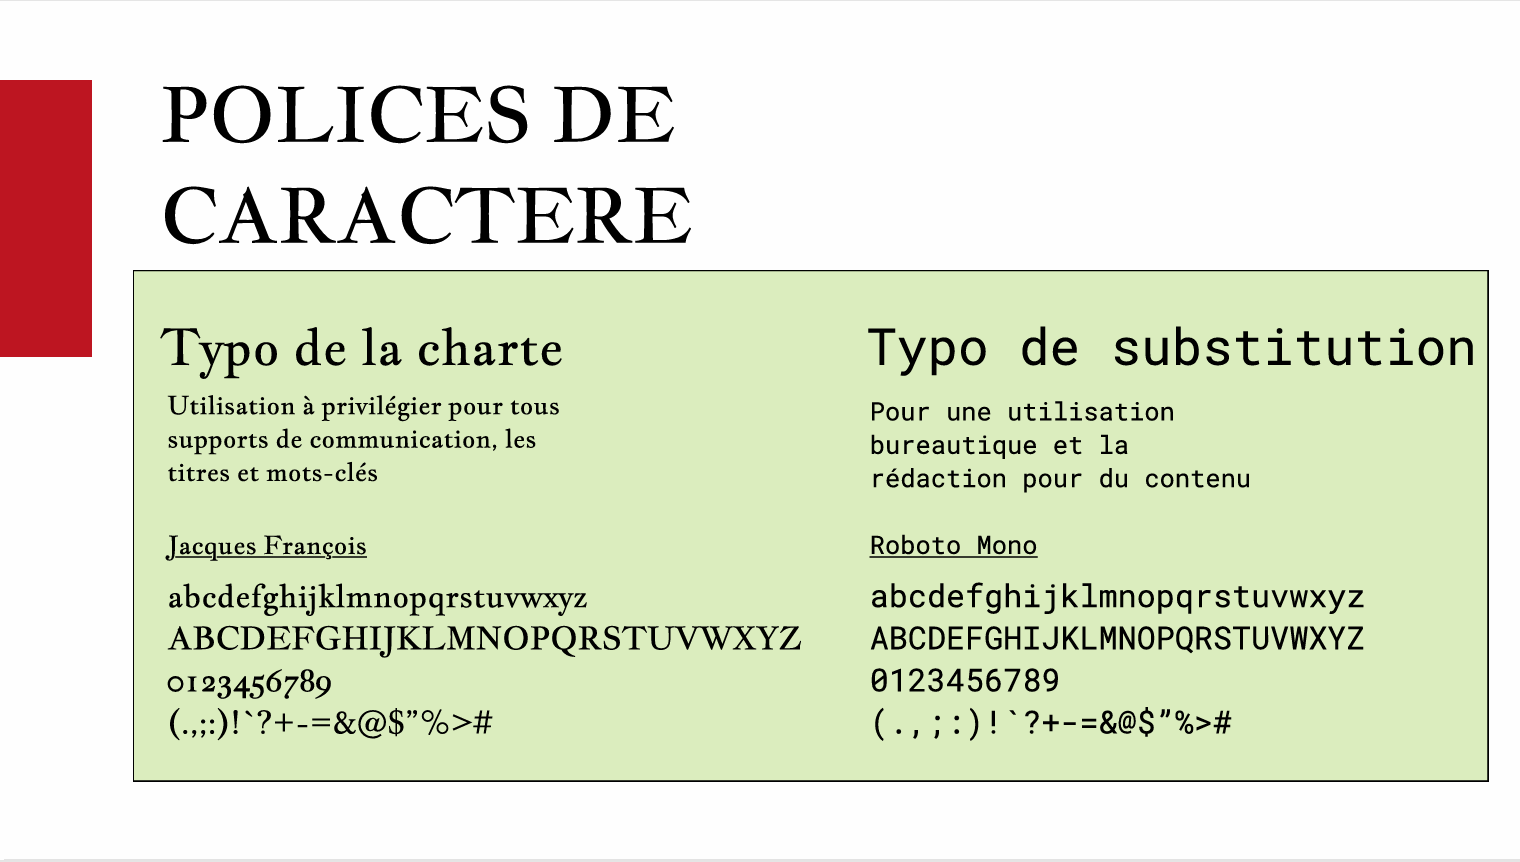 POLICES DE
CARACTERE
Typo de la charte
Utilisation à privilégier pour tous
supports de communication, les
titres et mots-clés
Jacques François
abcdefghijklmnopqrstuvwxyz
ABCDEFGHIJKLMNOPQRSTUVWXYZ
0123456789
(.,;:)!`?+-=&@$”%>#
Typo de substitution
Pour une utilisation
bureautique et la
rédaction pour du contenu
Roboto Mono
abcdefghijklmnopqrstuvwxyz
ABCDEFGHIJKLMNOPQRSTUVWXYZ
0123456789
(.,;:)!`?+-=&@$”%>#